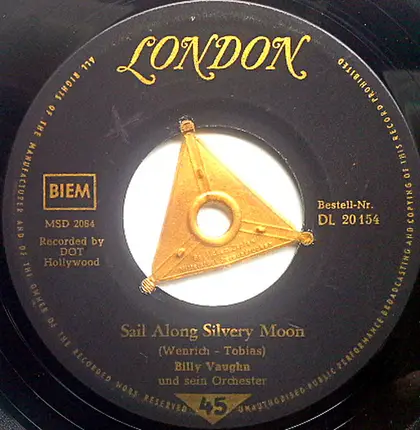 LONDON
ALL RIGHTS OF THE MANUFACTURER AND OF THE OWNER OF THE RECORDED WORK RESERVED
UNAUTHORISED PUBLIC PERFORMANCE BROADCASTING AND COPYING OF THIS RECORD PROHIBITED
BIEM
MSD 2084
Recorded by
DOT
Hollywood
Bestell-Nr.
DL 20154
Sail Along Silvery Moon
(Wenrich - Tobias)
Billy Vaughn
und sein Orchester
45